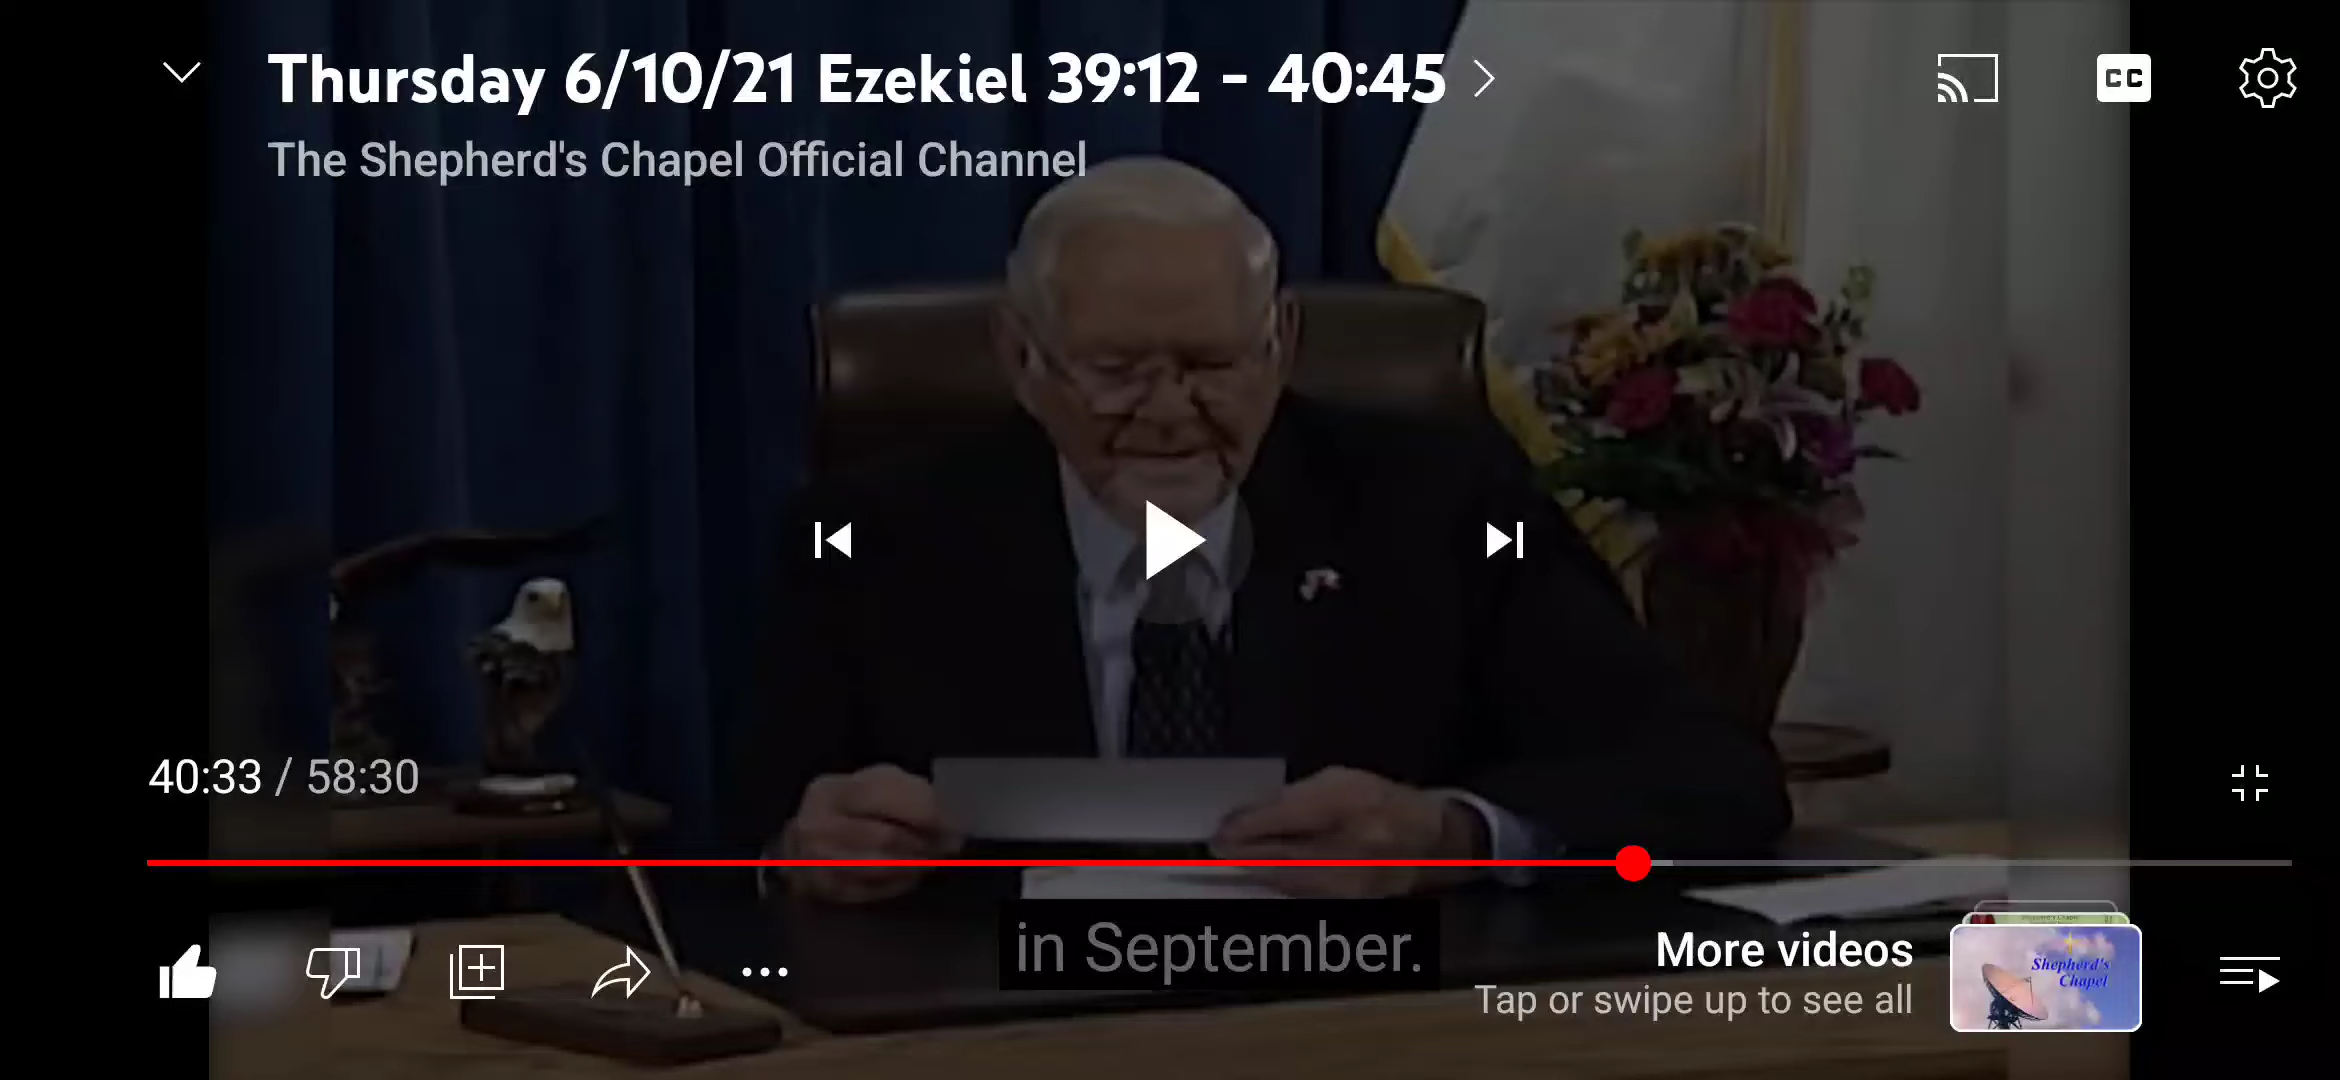 Thursday 6/10/21 Ezekiel 39:12 - 40:45
The Shepherd's Chapel Official Channel
CC
40:33 / 58:30
in September.
More videos
Tap or swipe up to see all
Shepherd's
Chapel